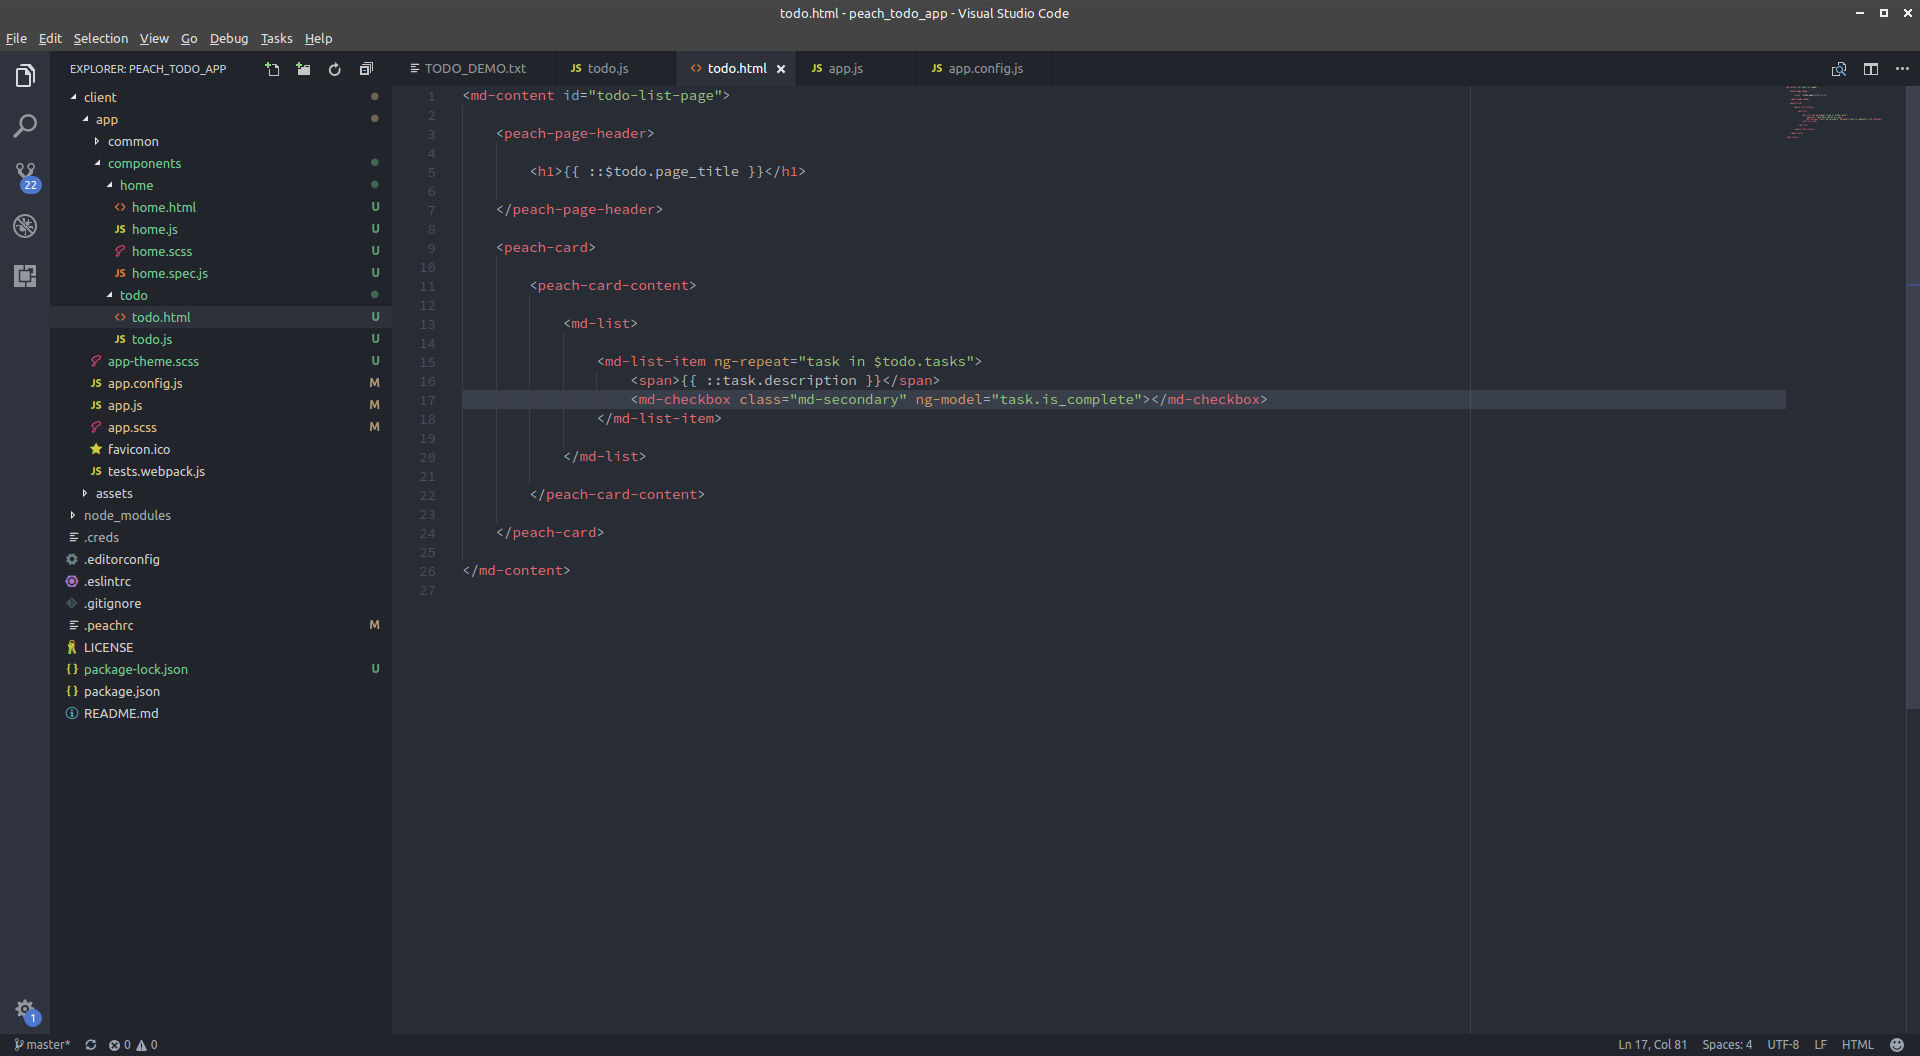 todo.html - peach_todo_app - Visual Studio Code
File Edit Selection View Go Debug Tasks Help
EXPLORER: PEACH_TODO_APP
TODO_DEMO.txt JS todo.js <> todo.html JS app.js JS app.config.js
client
app
common
components
home
<> home.html U
JS home.js U
home.scss U
JS home.spec.js U
todo
<> todo.html U
JS todo.js U
app-theme.scss U
JS app.config.js M
JS app.js M
app.scss M
favicon.ico
JS tests.webpack.js
assets
node_modules
.creds
.editorconfig
.eslintrc
.gitignore
.peachrc M
LICENSE
{} package-lock.json U
{} package.json
README.md
22
1
1 <md-content id="todo-list-page">
2
3 <peach-page-header>
4
5 <h1>{{ ::$todo.page_title }}</h1>
6
7 </peach-page-header>
8
9 <peach-card>
10
11 <peach-card-content>
12
13 <md-list>
14
15 <md-list-item ng-repeat="task in $todo.tasks">
16 <span>{{ ::task.description }}</span>
17 <md-checkbox class="md-secondary" ng-model="task.is_complete"></md-checkbox>
18 </md-list-item>
19
20 </md-list>
21
22 </peach-card-content>
23
24 </peach-card>
25
26 </md-content>
27
master* 0 0 Ln 17, Col 81 Spaces: 4 UTF-8 LF HTML